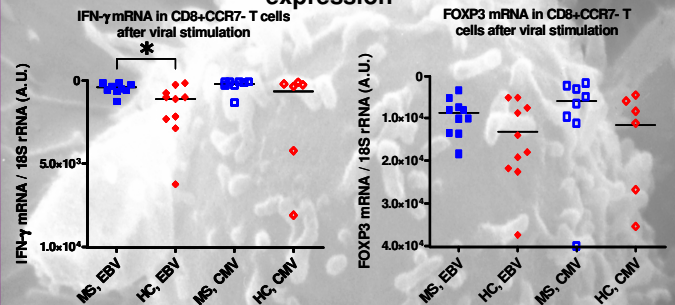 expression
IFN-γ mRNA in CD8+CCR7- T cells
after viral stimulation
*
IFN-γ mRNA / 18S rRNA (A.U.)
0
5.0×10³
1.0×10⁴
MS, EBV
HC, EBV
MS, CMV
HC, CMV
FOXP3 mRNA in CD8+CCR7- T
cells after viral stimulation
FOXP3 mRNA / 18S rRNA (A.U.)
0
1.0×10⁴
2.0×10⁴
3.0×10⁴
4.0×10⁴
MS, EBV
HC, EBV
MS, CMV
HC, CMV